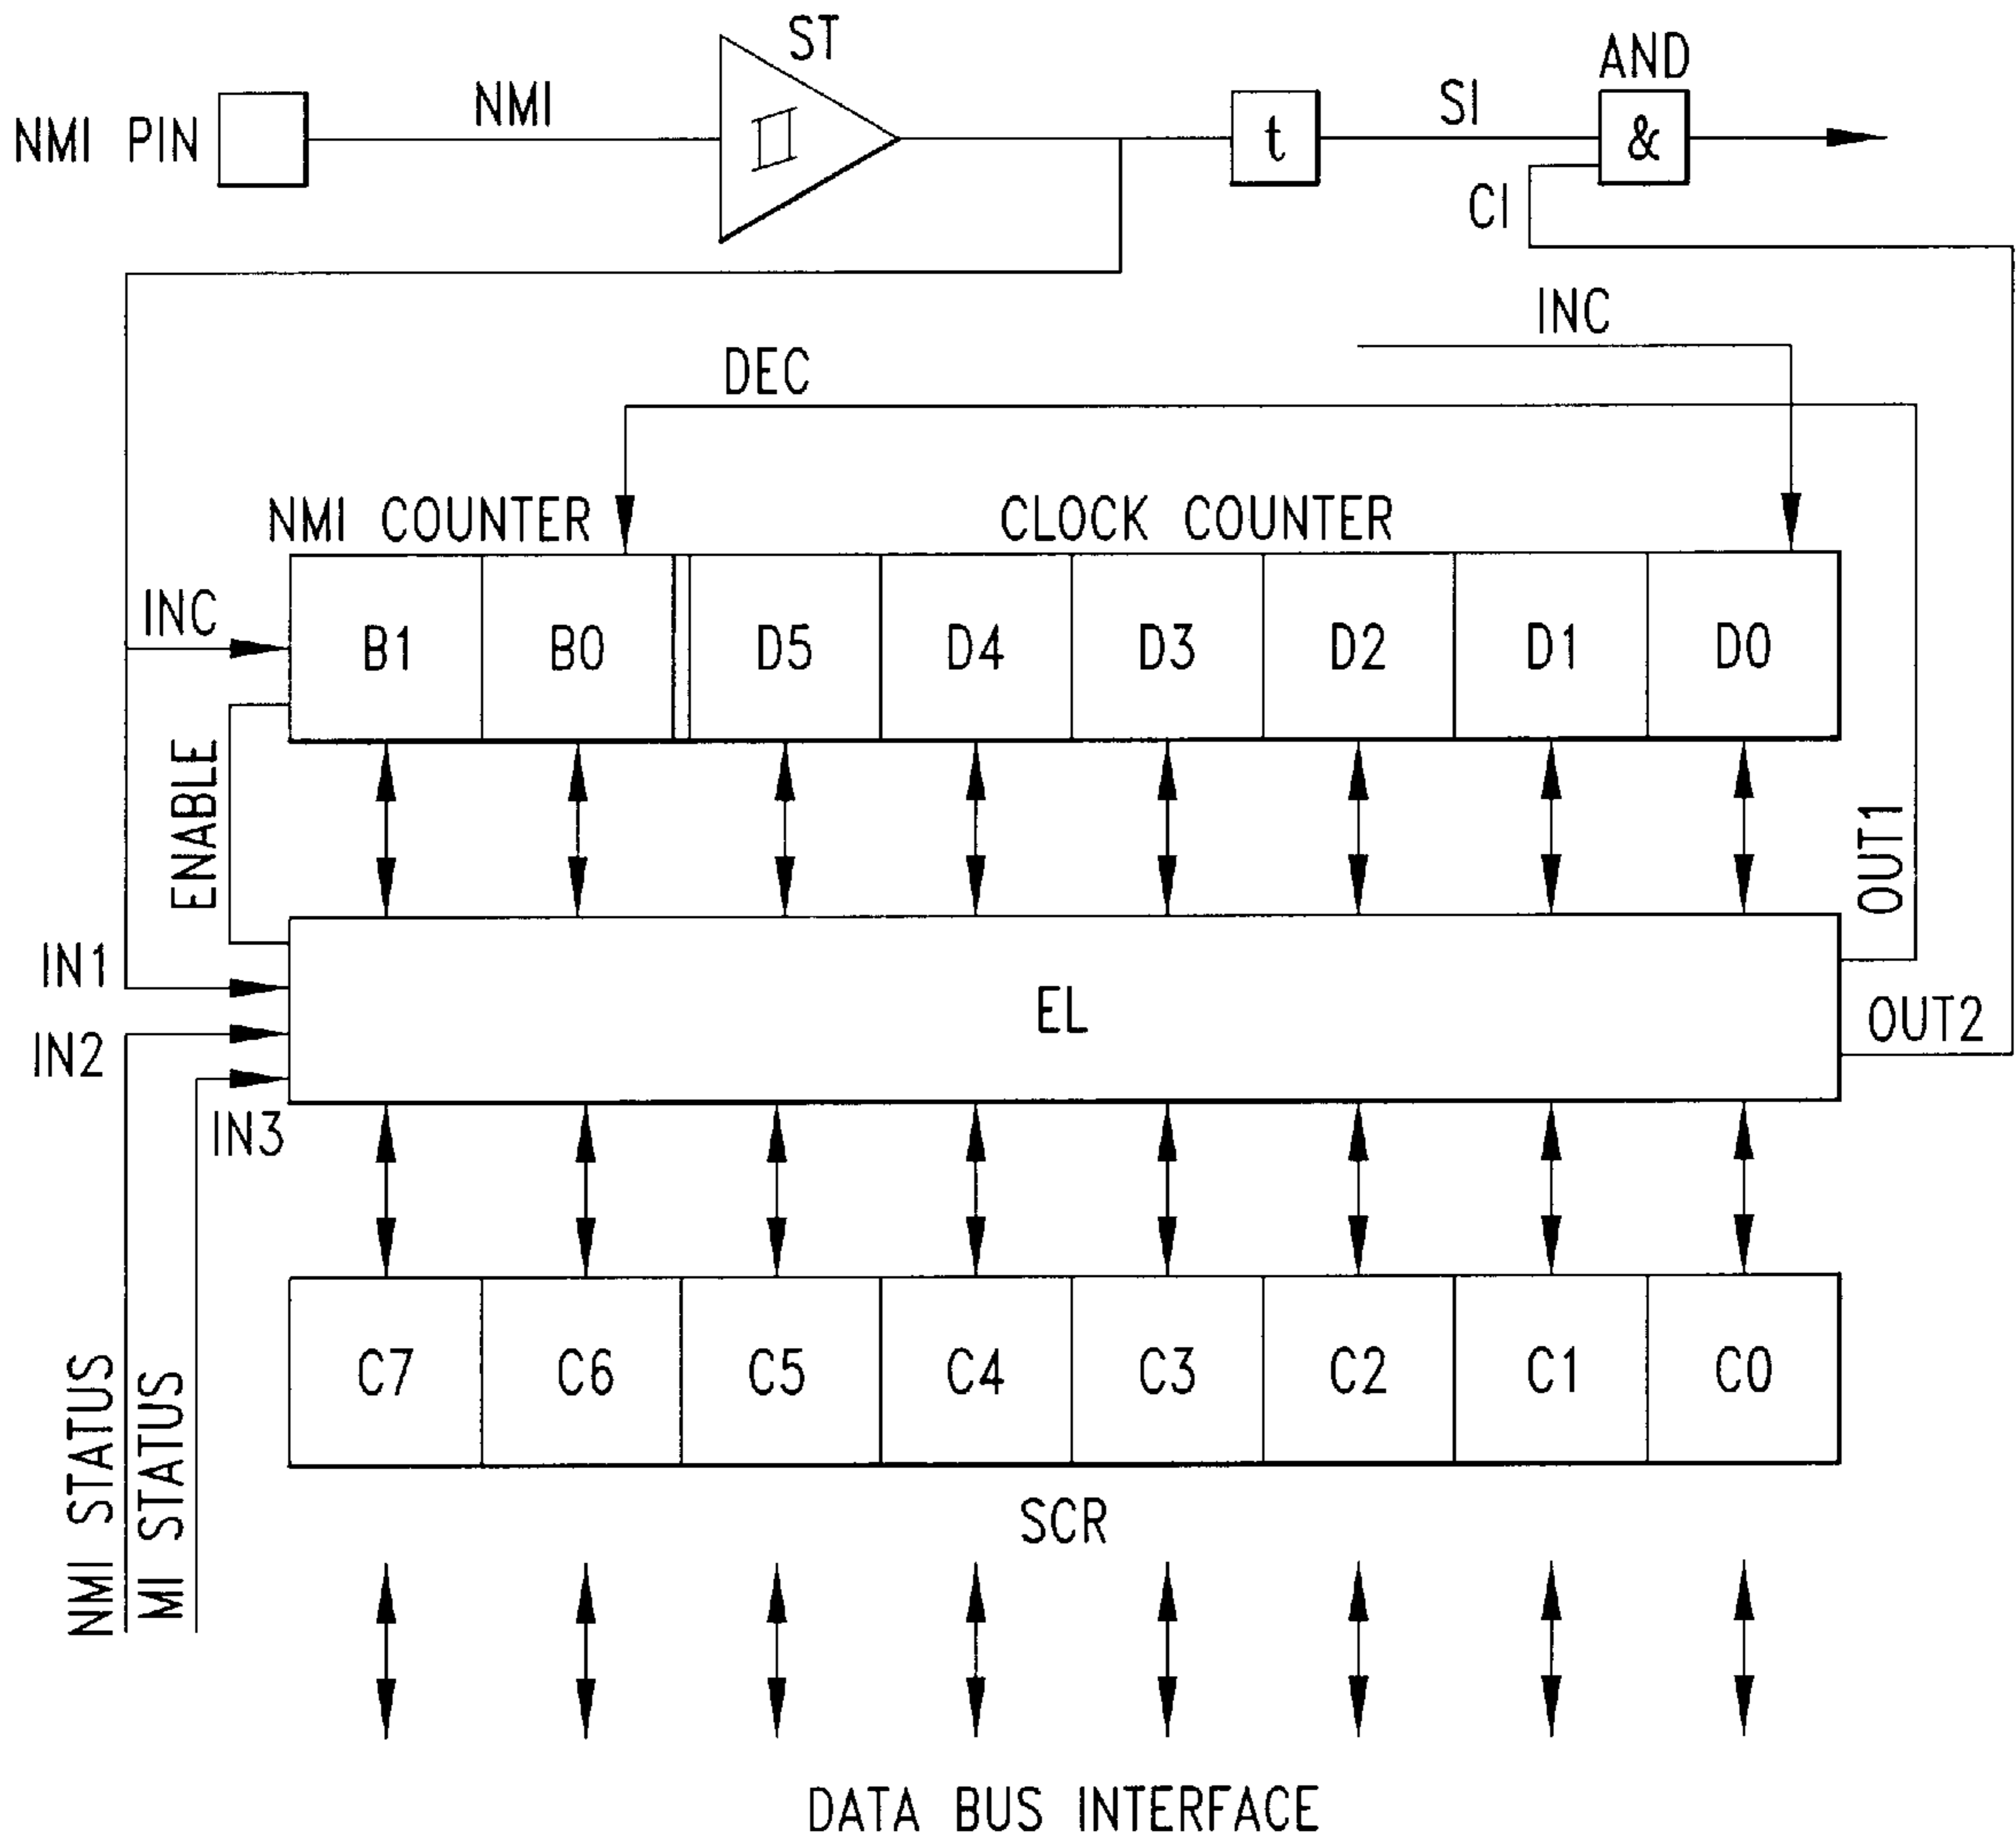 ST
AND
NMI PIN
NMI
t
SI
&
CI
INC
DEC
NMI COUNTER
CLOCK COUNTER
INC
B1 B0 D5 D4 D3 D2 D1 D0
ENABLE
OUT1
IN1
EL
OUT2
IN2
IN3
C7 C6 C5 C4 C3 C2 C1 C0
NMI STATUS
MI STATUS
SCR
DATA BUS INTERFACE